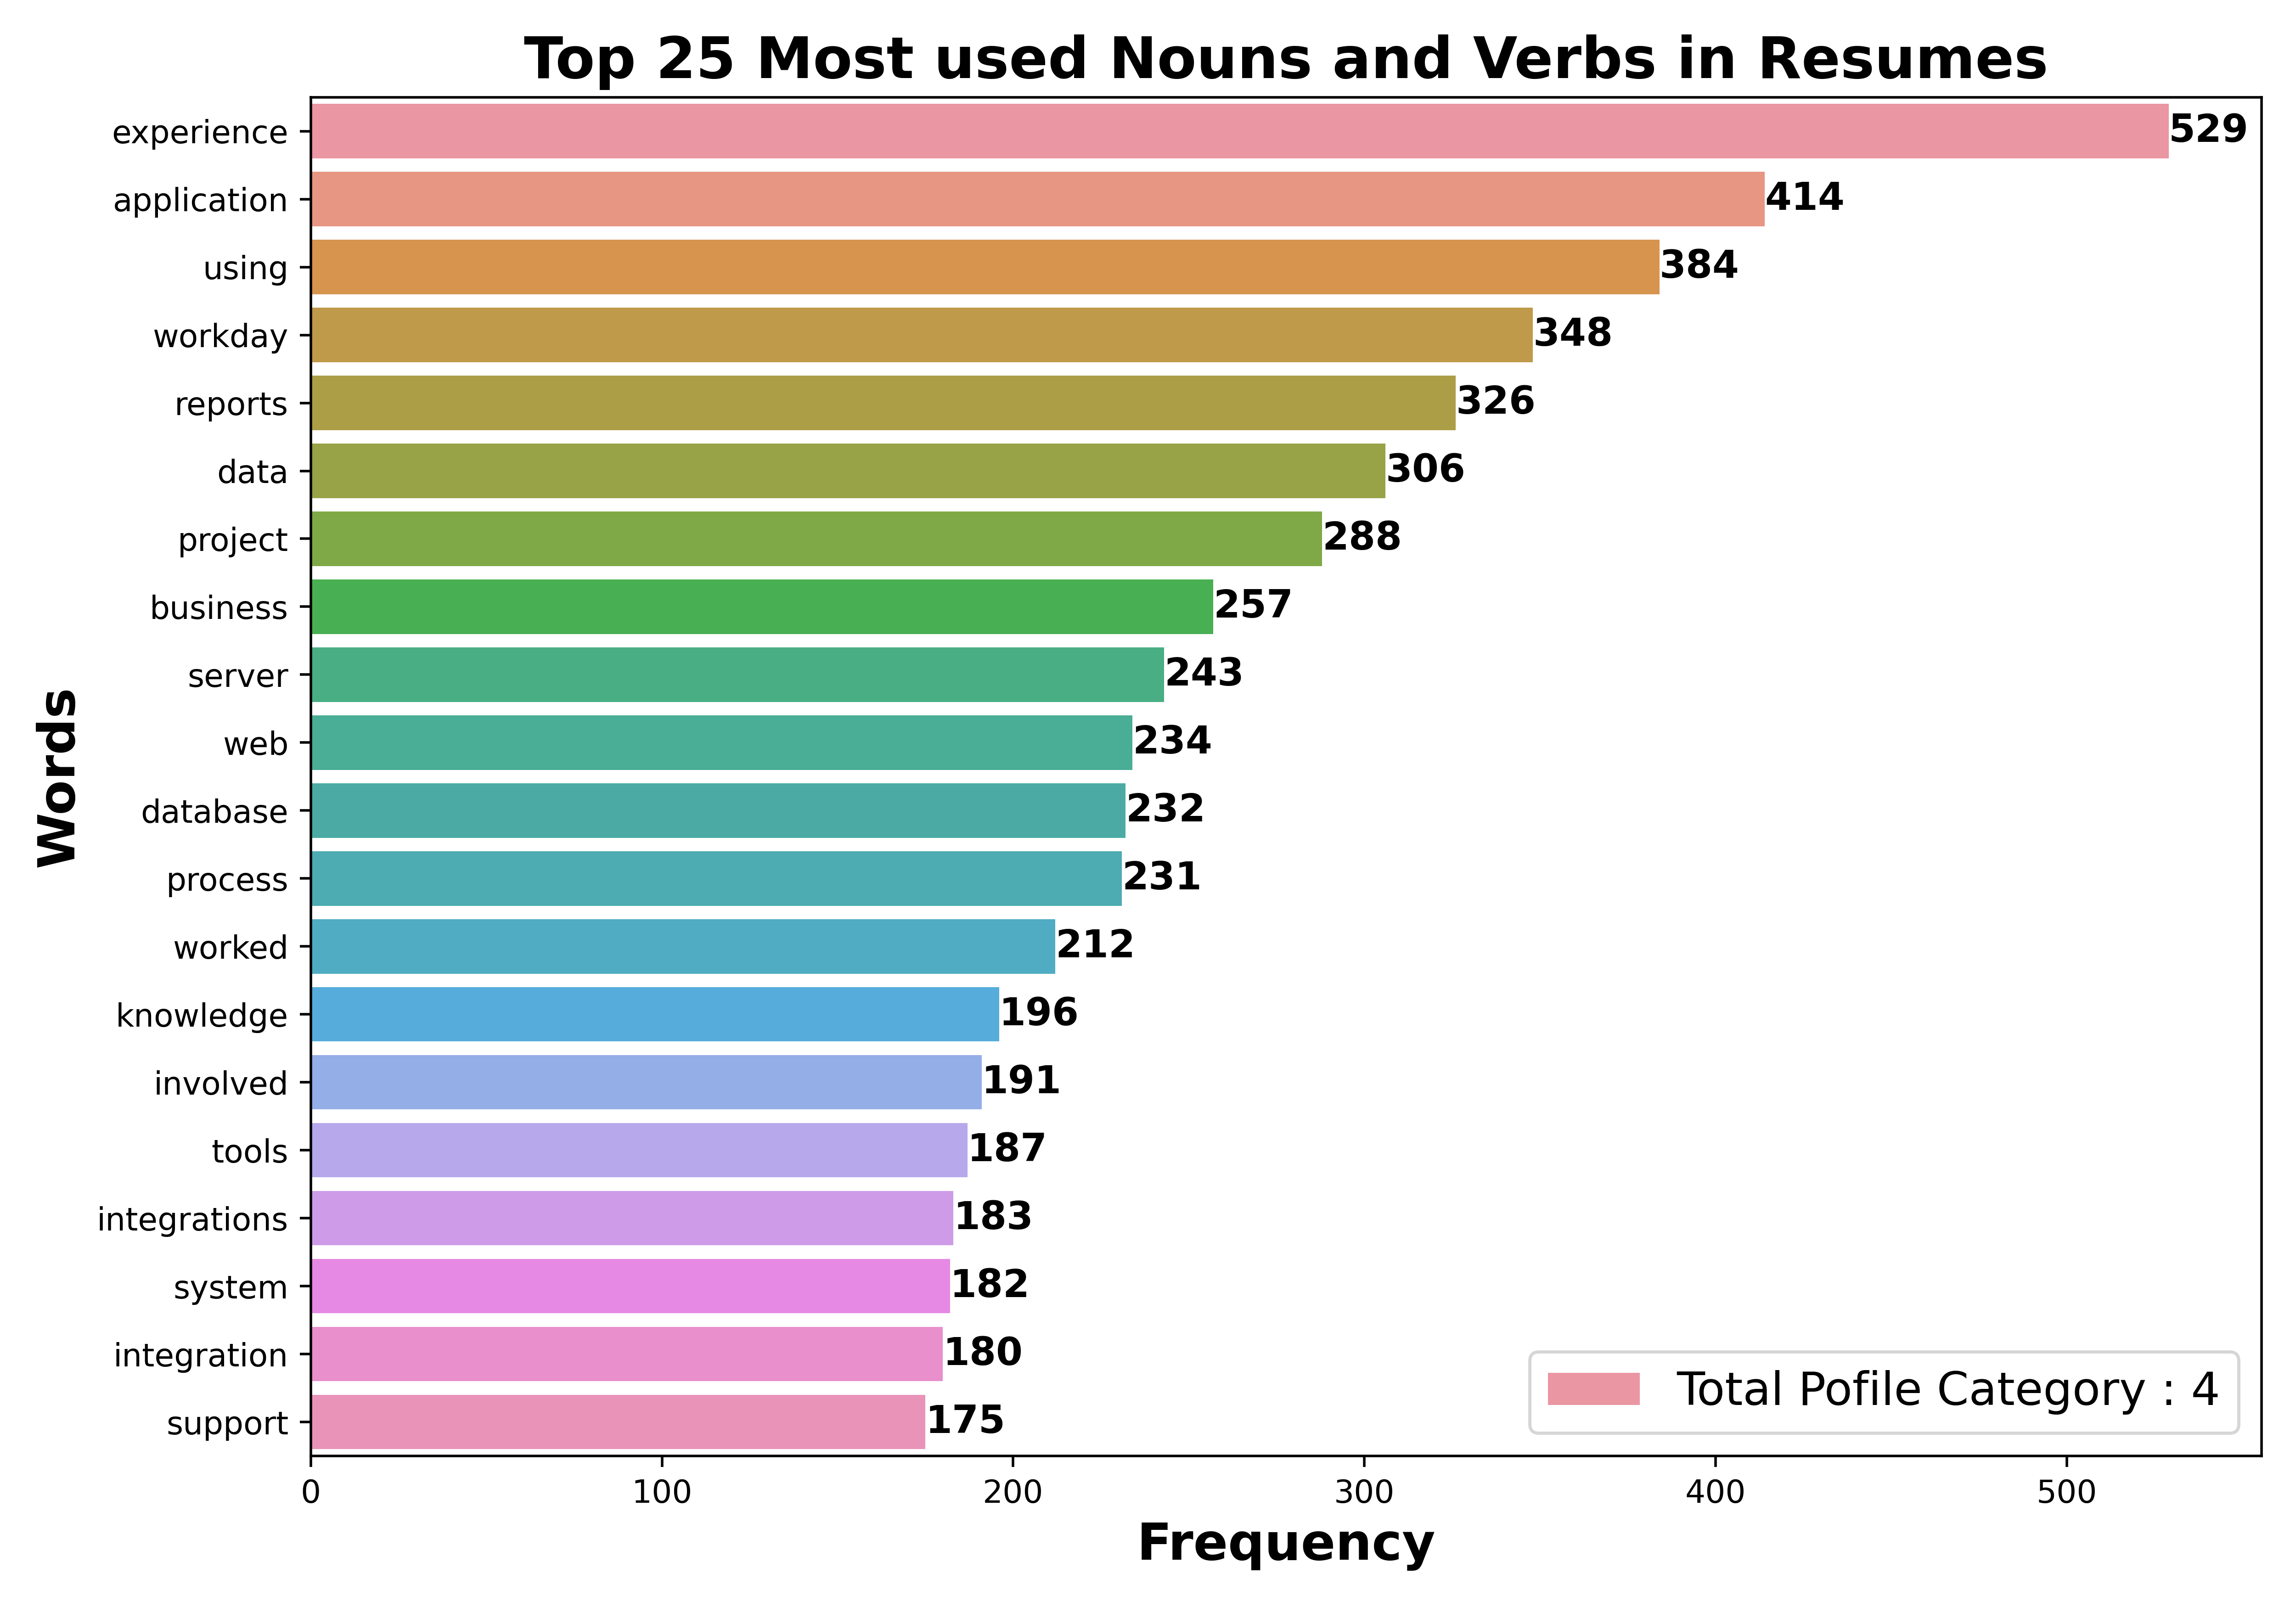 Top 25 Most used Nouns and Verbs in Resumes
experience 529
application 414
using 384
workday 348
reports 326
data 306
project 288
business 257
server 243
web 234
database 232
process 231
worked 212
knowledge 196
involved 191
tools 187
integrations 183
system 182
integration 180
support 175
Words
Total Pofile Category : 4
0 100 200 300 400 500
Frequency